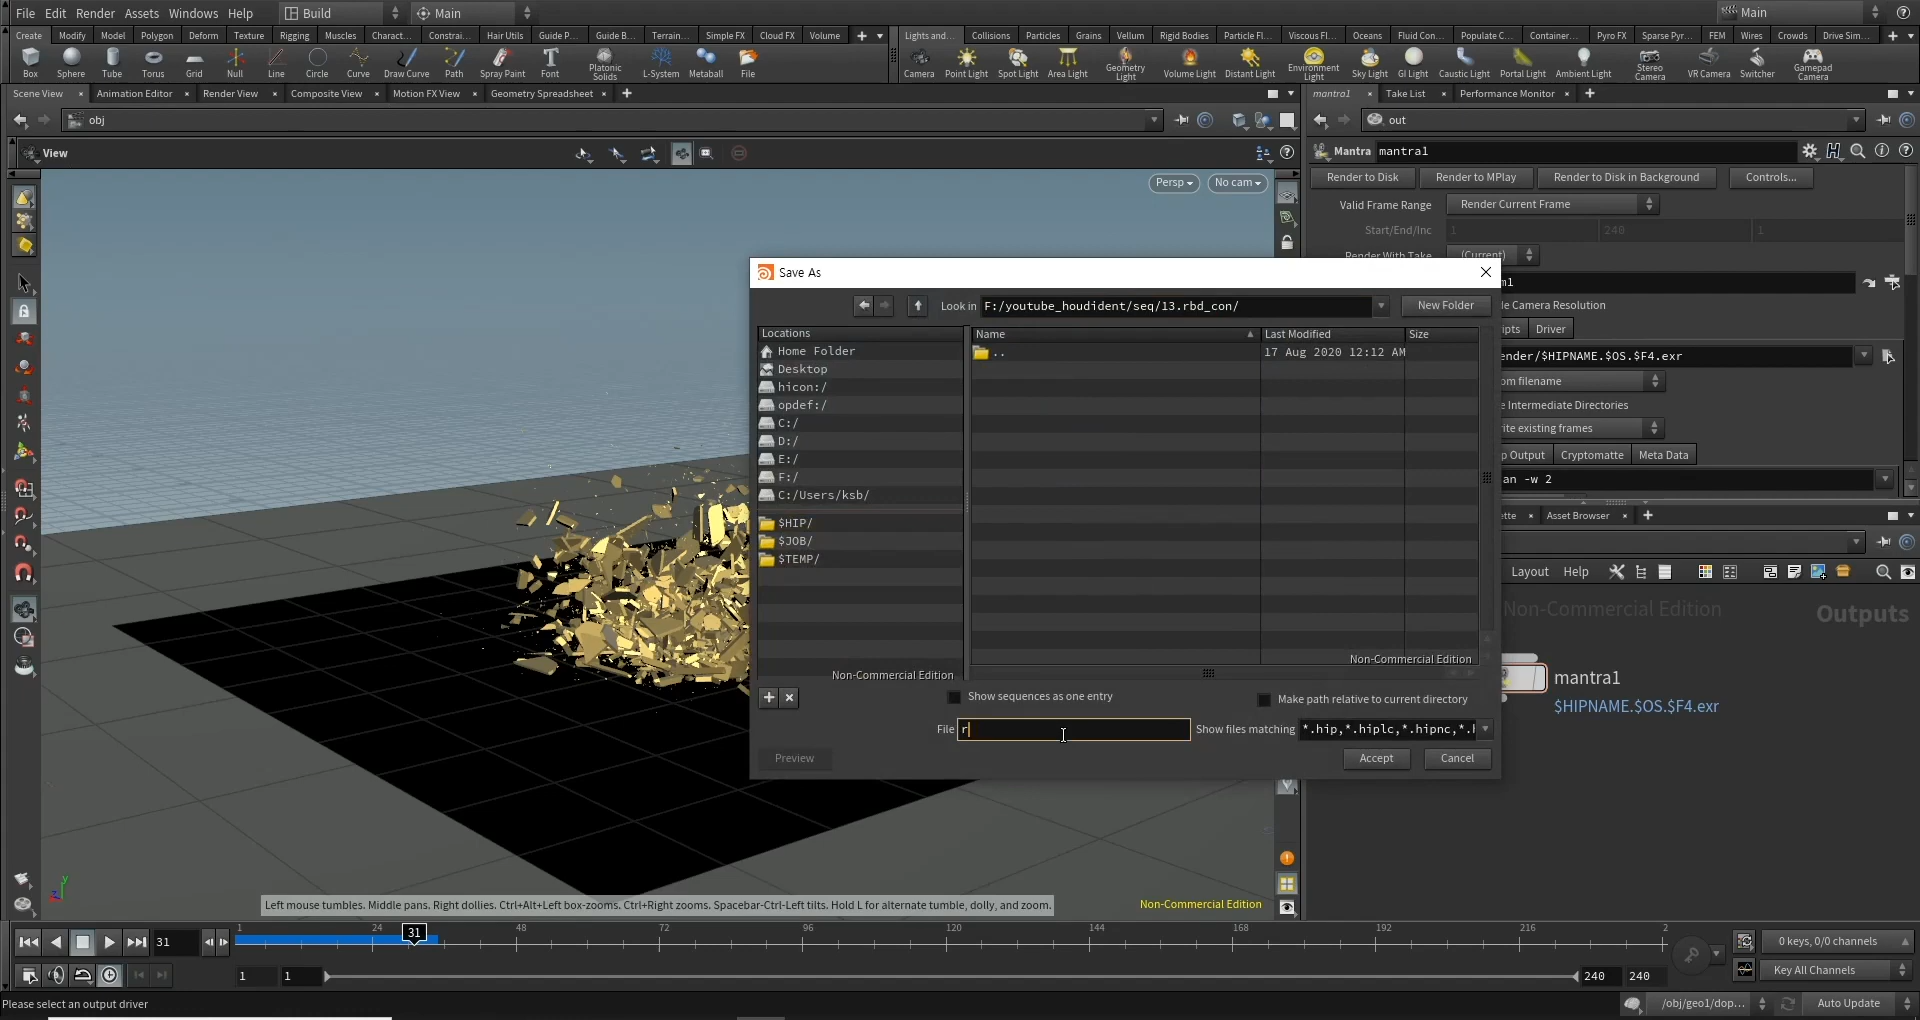 File Edit Render Assets Windows Help Build Main Main
Create Modify Model Polygon Deform Texture Rigging Muscles Charact... Constrai... Hair Utils Guide P... Guide B... Terrain... Simple FX Cloud FX Volume
Lights and... Collisions Particles Grains Vellum Rigid Bodies Particle Fl... Viscous Fl... Oceans Fluid Con... Populate C... Container... Pyro FX Sparse Pyr... FEM Wires Crowds Drive Sim...
Box Sphere Tube Torus Grid Null Line Circle Curve Draw Curve Path Spray Paint Font Platonic Solids L-System Metaball File
Camera Point Light Spot Light Area Light Geometry Light Volume Light Distant Light Environment Light Sky Light GI Light Caustic Light Portal Light Ambient Light Stereo Camera VR Camera Switcher Gamepad Camera
Scene View Animation Editor Render View Composite View Motion FX View Geometry Spreadsheet
mantra1 Take List Performance Monitor
obj
out
View
Mantra mantra1
Persp No cam
Render to Disk Render to MPlay Render to Disk in Background Controls...
Valid Frame Range Render Current Frame
Start/End/Inc 1 240 1
Render With Take (Current)
Save As
Look in F:/youtube_houdident/seq/13.rbd_con/ New Folder
Locations
Home Folder
Desktop
hicon:/
opdef:/
C:/
D:/
E:/
F:/
C:/Users/ksb/
$HIP/
$JOB/
$TEMP/
Non-Commercial Edition
Name Last Modified Size
.. 17 Aug 2020 12:12 AM
Non-Commercial Edition
Show sequences as one entry Make path relative to current directory
File r Show files matching *.hip,*.hiplc,*.hipnc,*.h
Preview Accept Cancel
m1
le Camera Resolution
ipts Driver
ender/$HIPNAME.$OS.$F4.exr
om filename
e Intermediate Directories
ite existing frames
p Output Cryptomatte Meta Data
an -w 2
ette Asset Browser
Layout Help
Non-Commercial Edition Outputs
mantra1
$HIPNAME.$OS.$F4.exr
Left mouse tumbles. Middle pans. Right dollies. Ctrl+Alt+Left box-zooms. Ctrl+Right zooms. Spacebar-Ctrl-Left tilts. Hold L for alternate tumble, dolly, and zoom.
Non-Commercial Edition
31 1 24 31 48 72 96 120 144 168 192 216 2
0 keys, 0/0 channels
1 1 240 240
Key All Channels
Please select an output driver
/obj/geo1/dop... Auto Update